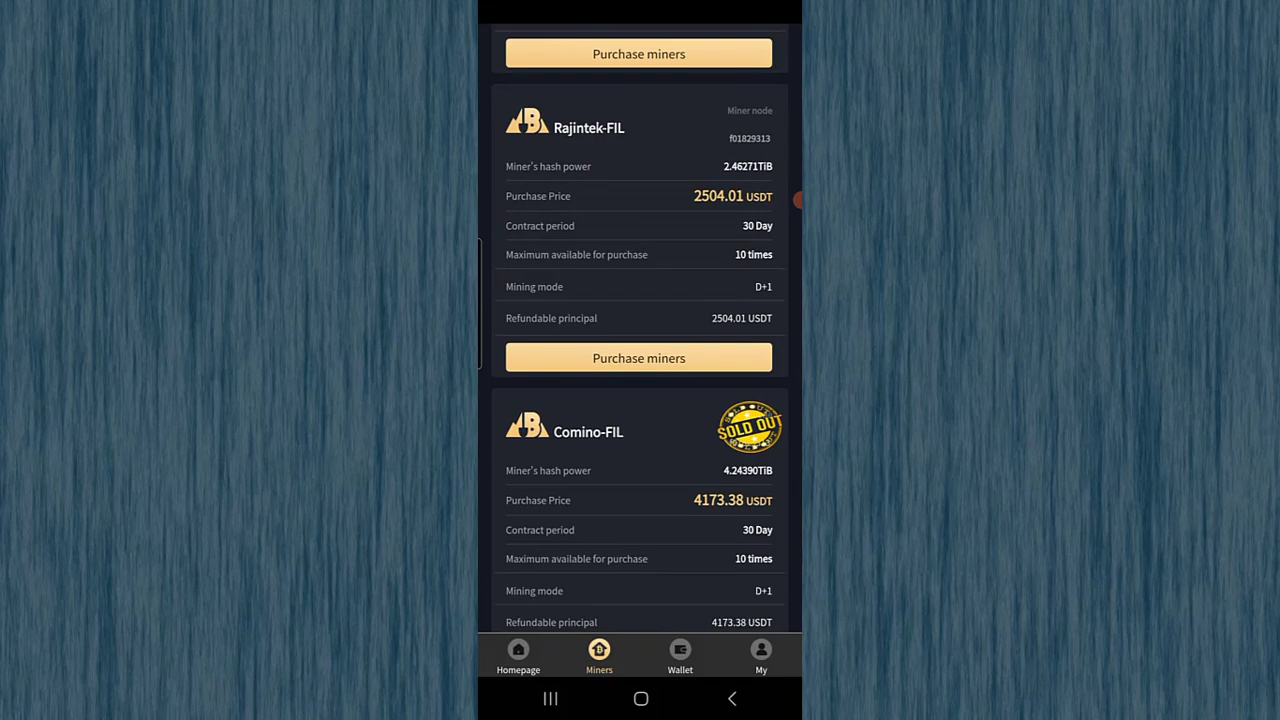 Purchase miners
Rajintek-FIL
Miner node
f01829313
Miner's hash power 2.46271TiB
Purchase Price 2504.01 USDT
Contract period 30 Day
Maximum available for purchase 10 times
Mining mode D+1
Refundable principal 2504.01 USDT
Purchase miners
Comino-FIL
SOLD OUT
Miner's hash power 4.24390TiB
Purchase Price 4173.38 USDT
Contract period 30 Day
Maximum available for purchase 10 times
Mining mode D+1
Refundable principal 4173.38 USDT
Homepage Miners Wallet My